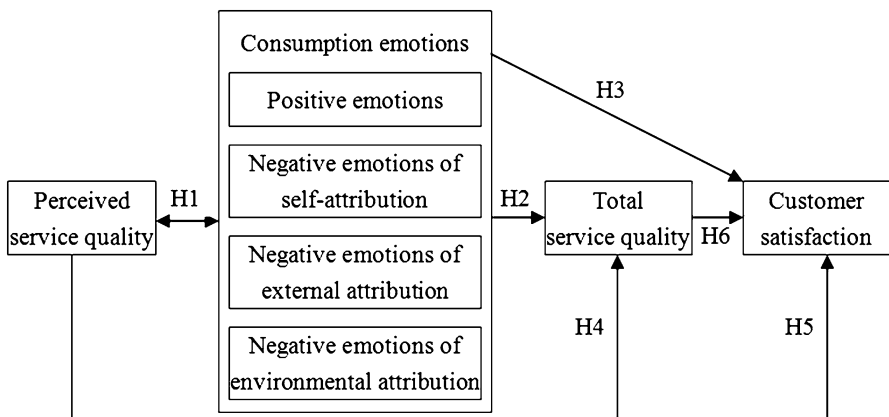 Consumption emotions
Positive emotions
Negative emotions of
self-attribution
Negative emotions of
external attribution
Negative emotions of
environmental attribution
Perceived
service quality
H1
H2
H3
Total
service quality
H6
Customer
satisfaction
H4
H5